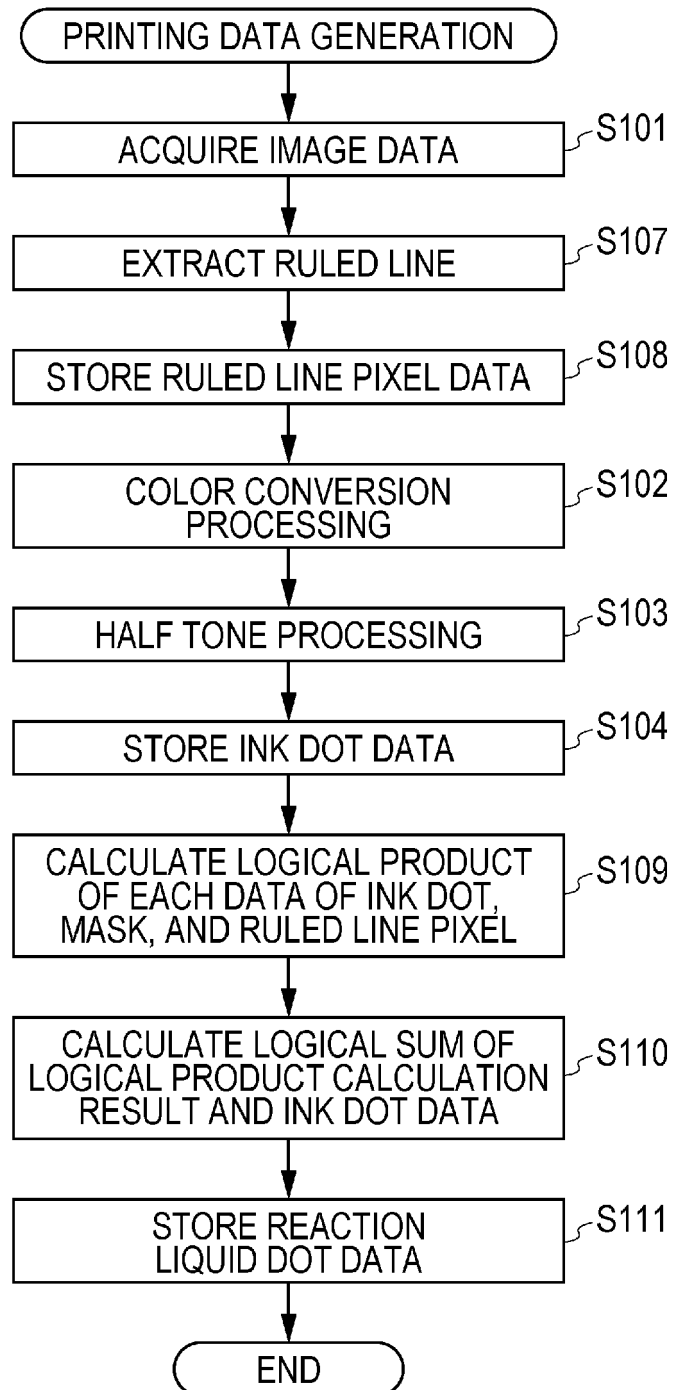 PRINTING DATA GENERATION
S101
ACQUIRE IMAGE DATA
S107
EXTRACT RULED LINE
S108
STORE RULED LINE PIXEL DATA
S102
COLOR CONVERSION
PROCESSING
S103
HALF TONE PROCESSING
S104
STORE INK DOT DATA
S109
CALCULATE LOGICAL PRODUCT
OF EACH DATA OF INK DOT,
MASK, AND RULED LINE PIXEL
S110
CALCULATE LOGICAL SUM OF
LOGICAL PRODUCT CALCULATION
RESULT AND INK DOT DATA
S111
STORE REACTION
LIQUID DOT DATA
END